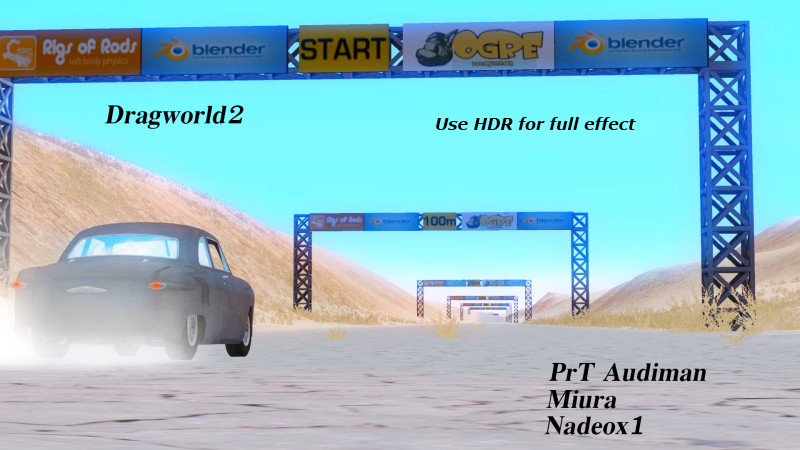 Rigs of Rods
soft body physics
blender
START
OGRE
blender
Dragworld2
Use HDR for full effect
Rigs of Rods
blender
100m
OGRE
blender
PrT Audiman
Miura
Nadeox1